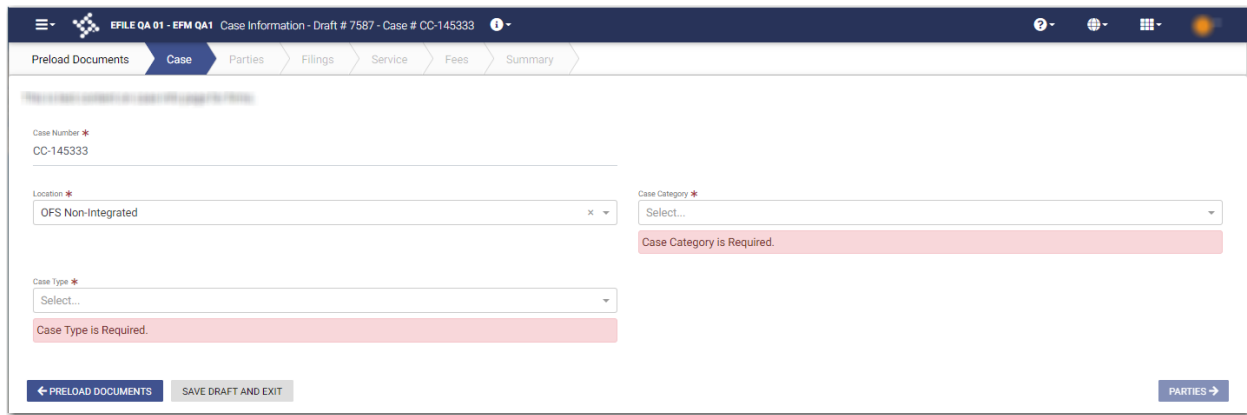 EFILE QA 01 - EFM QA1 Case Information - Draft # 7587 - Case # CC-145333
Preload Documents Case Parties Filings Service Fees Summary
Case Number *
CC-145333
Location * Case Category *
OFS Non-Integrated × Select...
Case Category is Required.
Case Type *
Select...
Case Type is Required.
← PRELOAD DOCUMENTS SAVE DRAFT AND EXIT PARTIES →